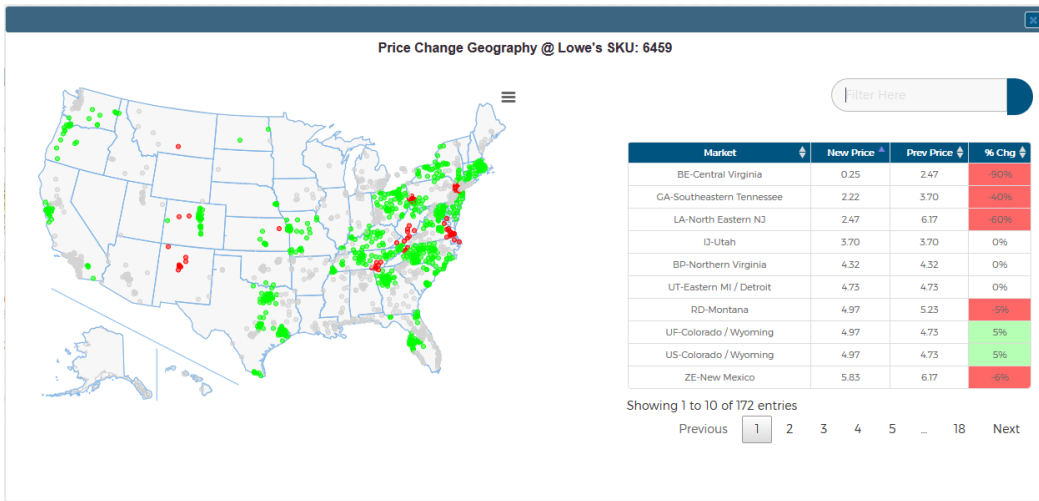 Price Change Geography @ Lowe's SKU: 6459
Filter Here
Market New Price Prev Price % Chg
BE-Central Virginia 0.25 2.47 -90%
GA-Southeastern Tennessee 2.22 3.70 -40%
LA-North Eastern NJ 2.47 6.17 -60%
IJ-Utah 3.70 3.70 0%
BP-Northern Virginia 4.32 4.32 0%
UT-Eastern MI / Detroit 4.73 4.73 0%
RD-Montana 4.97 5.23 -5%
UF-Colorado / Wyoming 4.97 4.73 5%
US-Colorado / Wyoming 4.97 4.73 5%
ZE-New Mexico 5.83 6.17 -6%
Showing 1 to 10 of 172 entries
Previous 1 2 3 4 5 ... 18 Next